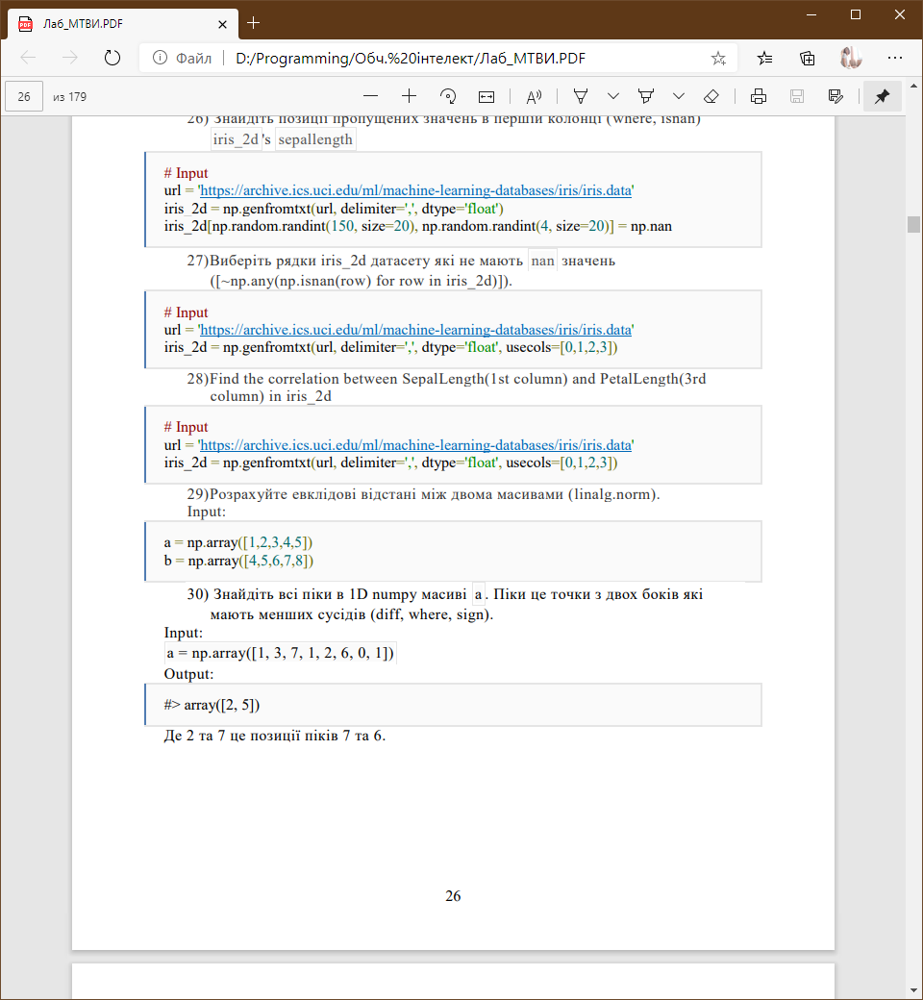 Лаб_МТВИ.PDF
Файл D:/Programming/Обч.%20інтелект/Лаб_МТВИ.PDF
26 из 179
26) Знайдіть позиції пропущених значень в першій колонці (where, isnan)
iris_2d's sepallength
# Input
url = 'https://archive.ics.uci.edu/ml/machine-learning-databases/iris/iris.data'
iris_2d = np.genfromtxt(url, delimiter=',', dtype='float')
iris_2d[np.random.randint(150, size=20), np.random.randint(4, size=20)] = np.nan
27)Виберіть рядки iris_2d датасету які не мають nan значень
([~np.any(np.isnan(row) for row in iris_2d)]).
# Input
url = 'https://archive.ics.uci.edu/ml/machine-learning-databases/iris/iris.data'
iris_2d = np.genfromtxt(url, delimiter=',', dtype='float', usecols=[0,1,2,3])
28)Find the correlation between SepalLength(1st column) and PetalLength(3rd
column) in iris_2d
# Input
url = 'https://archive.ics.uci.edu/ml/machine-learning-databases/iris/iris.data'
iris_2d = np.genfromtxt(url, delimiter=',', dtype='float', usecols=[0,1,2,3])
29)Розрахуйте евклідові відстані між двома масивами (linalg.norm).
Input:
a = np.array([1,2,3,4,5])
b = np.array([4,5,6,7,8])
30) Знайдіть всі піки в 1D numpy масиві a. Піки це точки з двох боків які
мають менших сусідів (diff, where, sign).
Input:
a = np.array([1, 3, 7, 1, 2, 6, 0, 1])
Output:
#> array([2, 5])
Де 2 та 7 це позиції піків 7 та 6.
26